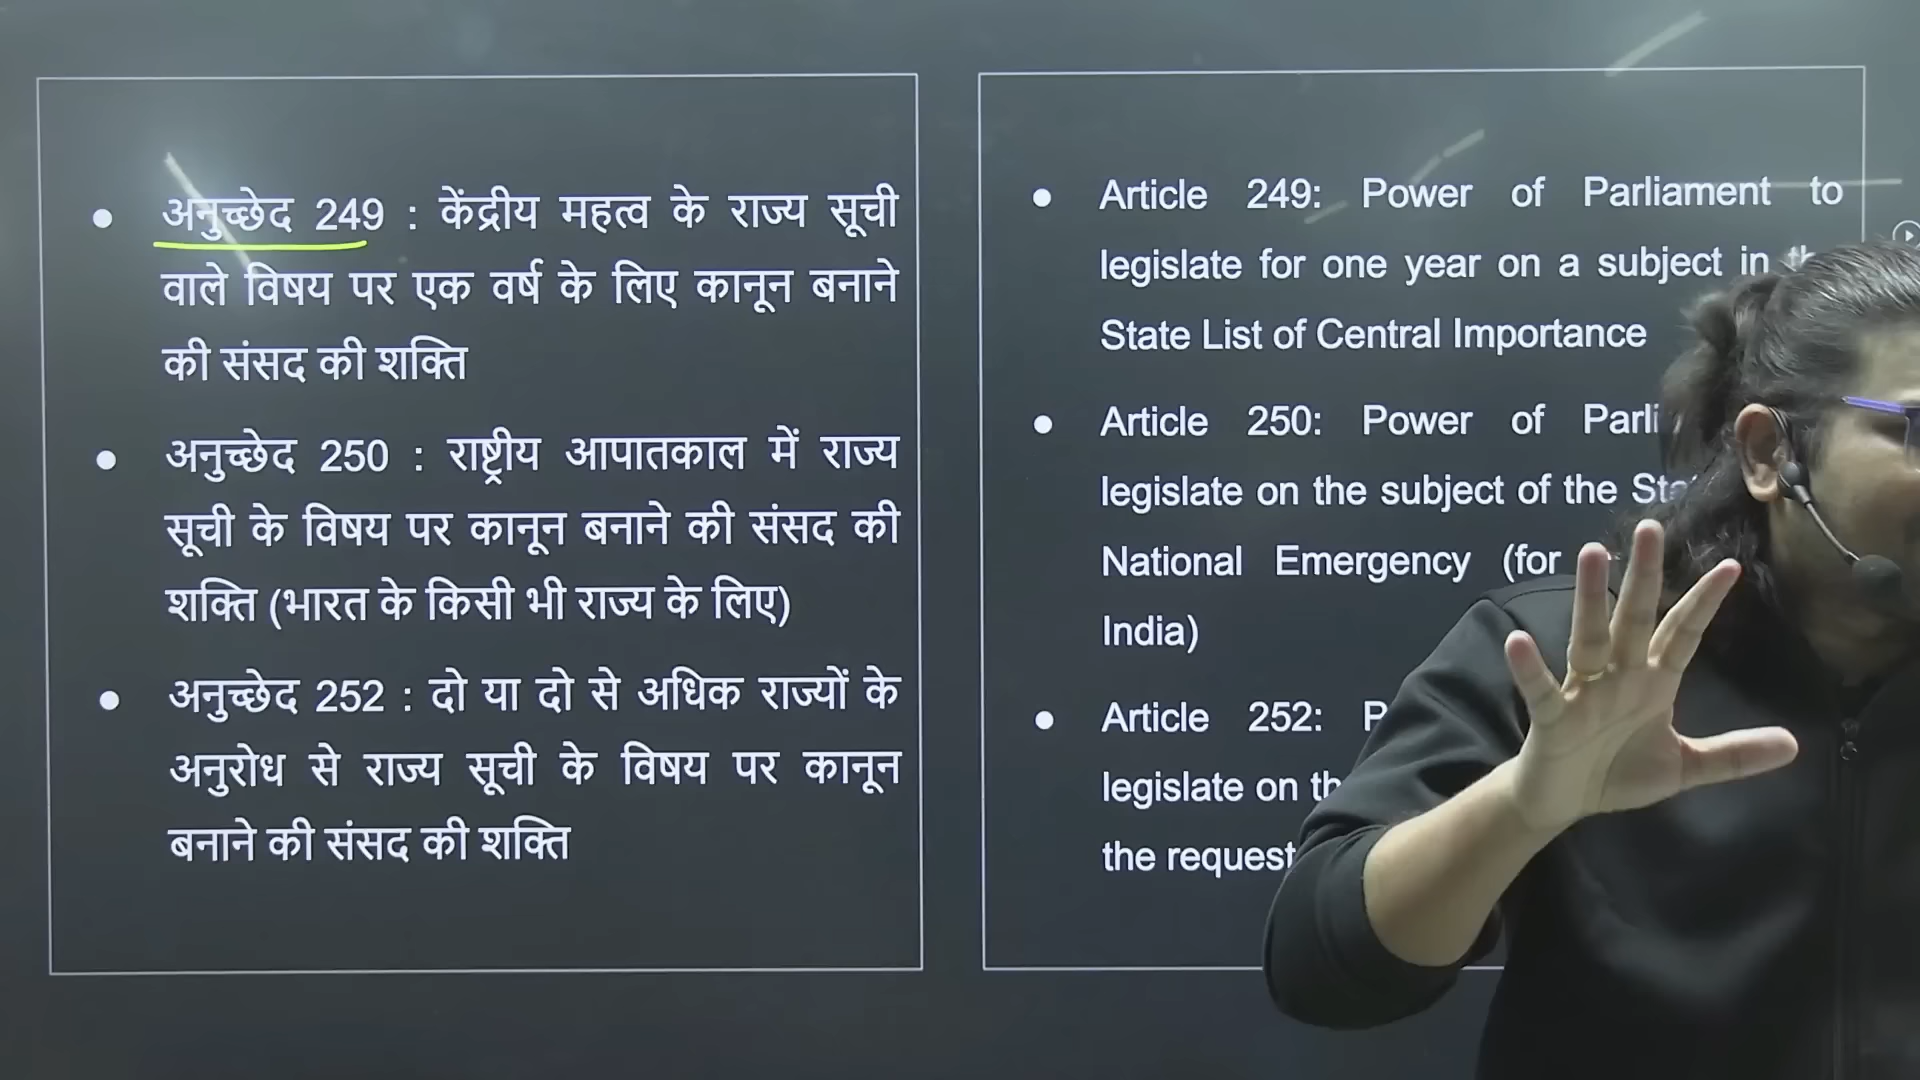 अनुच्छेद 249 : केंद्रीय महत्व के राज्य सूची
वाले विषय पर एक वर्ष के लिए कानून बनाने
की संसद की शक्ति
अनुच्छेद 250 : राष्ट्रीय आपातकाल में राज्य
सूची के विषय पर कानून बनाने की संसद की
शक्ति (भारत के किसी भी राज्य के लिए)
अनुच्छेद 252 : दो या दो से अधिक राज्यों के
अनुरोध से राज्य सूची के विषय पर कानून
बनाने की संसद की शक्ति
Article 249: Power of Parliament to
legislate for one year on a subject in
State List of Central Importance
Article 250: Power of
legislate on the subject of the
National Emergency (for
India)
Article 252:
legislate on
the request